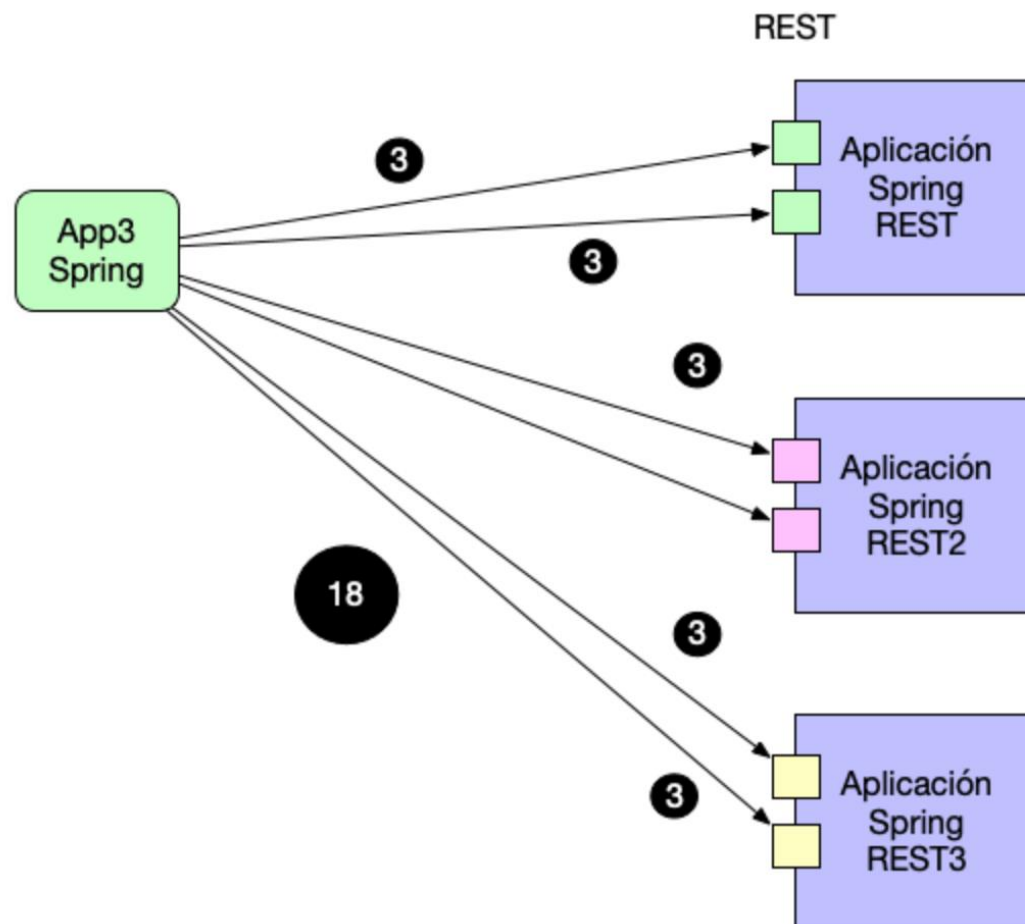 REST
3
Aplicación
Spring
REST
App3
Spring
3
3
Aplicación
Spring
REST2
18
3
3
Aplicación
Spring
REST3